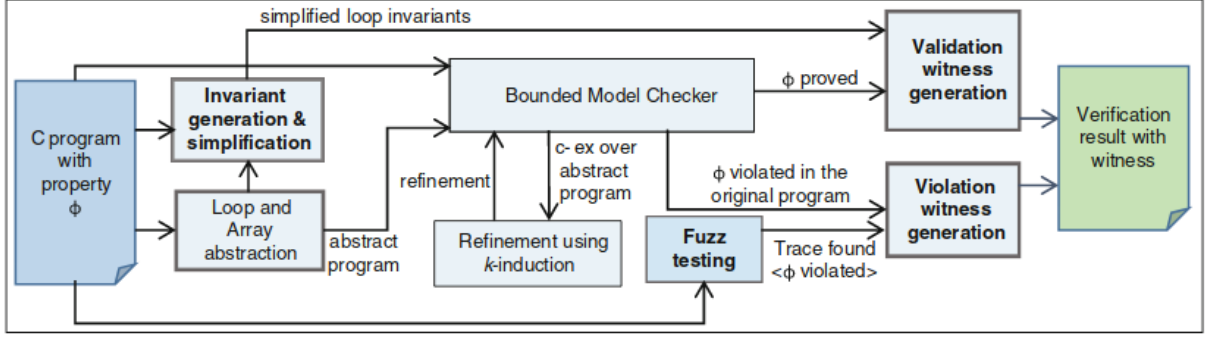 simplified loop invariants
C program
with
property
ϕ
Invariant
generation &
simplification
Loop and
Array
abstraction
abstract
program
Bounded Model Checker
refinement
c- ex over
abstract
program
Refinement using
k-induction
ϕ proved
ϕ violated in the
original program
Fuzz
testing
Trace found
<ϕ violated>
Validation
witness
generation
Violation
witness
generation
Verification
result with
witness